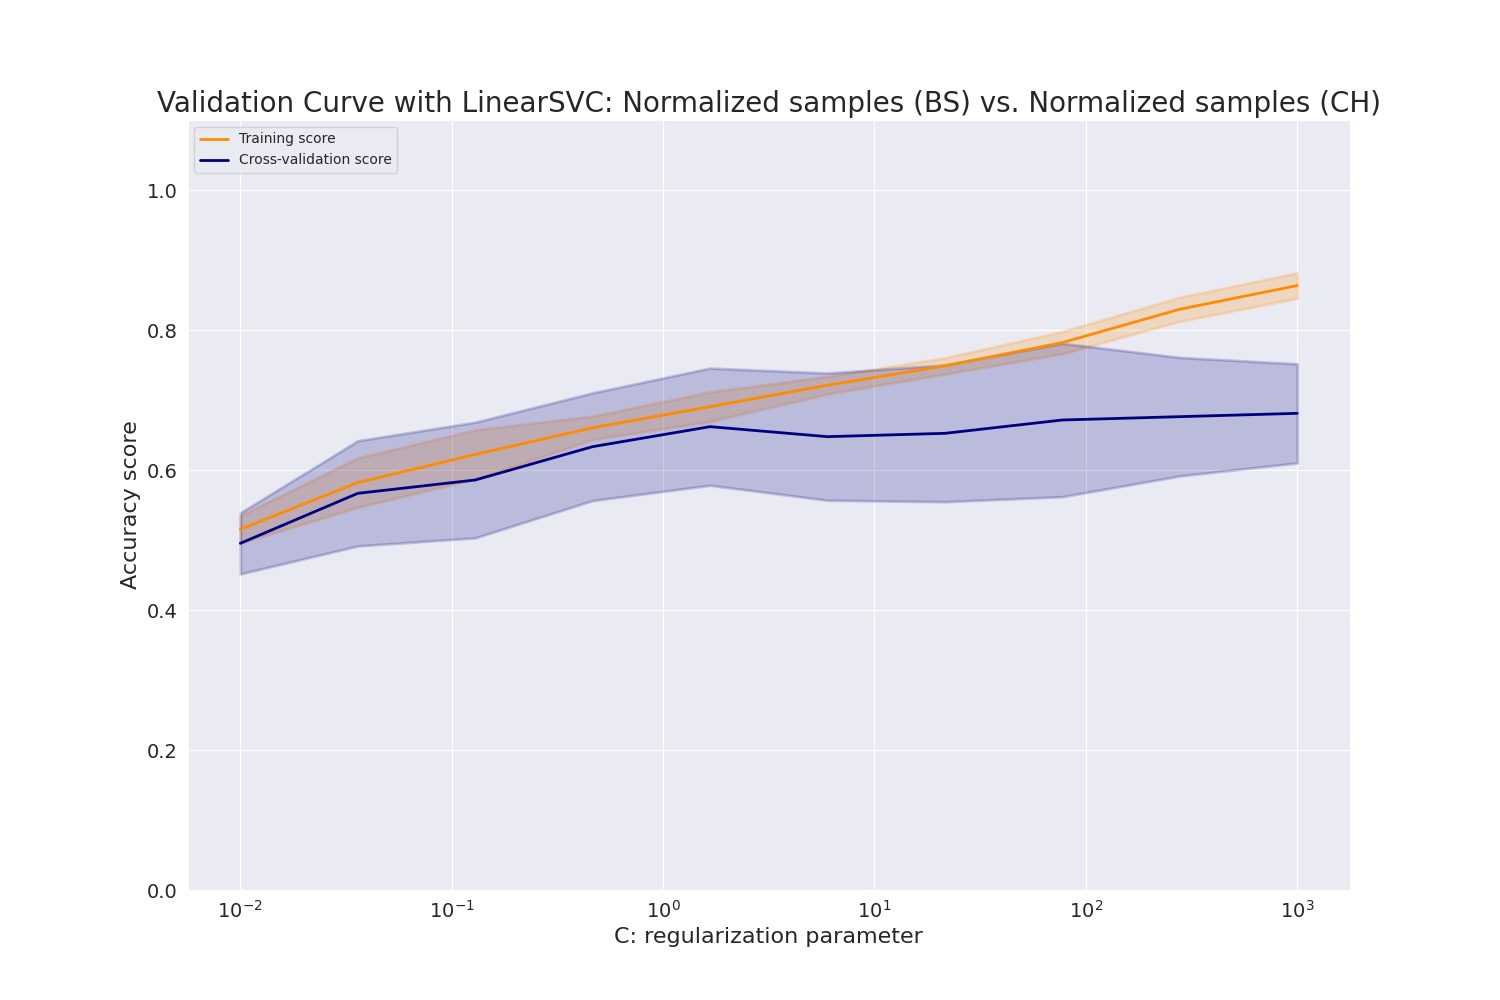 Validation Curve with LinearSVC: Normalized samples (BS) vs. Normalized samples (CH)
Training score
Cross-validation score
Accuracy score
1.0
0.8
0.6
0.4
0.2
0.0
10⁻² 10⁻¹ 10⁰ 10¹ 10² 10³
C: regularization parameter